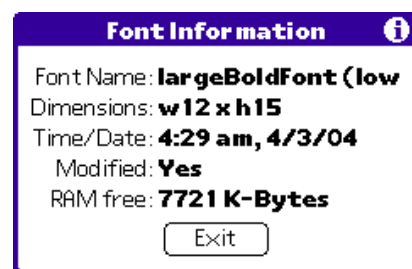 Font Information
Font Name: largeBoldFont (low
Dimensions: w12 x h15
Time/Date: 4:29 am, 4/3/04
Modified: Yes
RAM free: 7721 K-Bytes
Exit